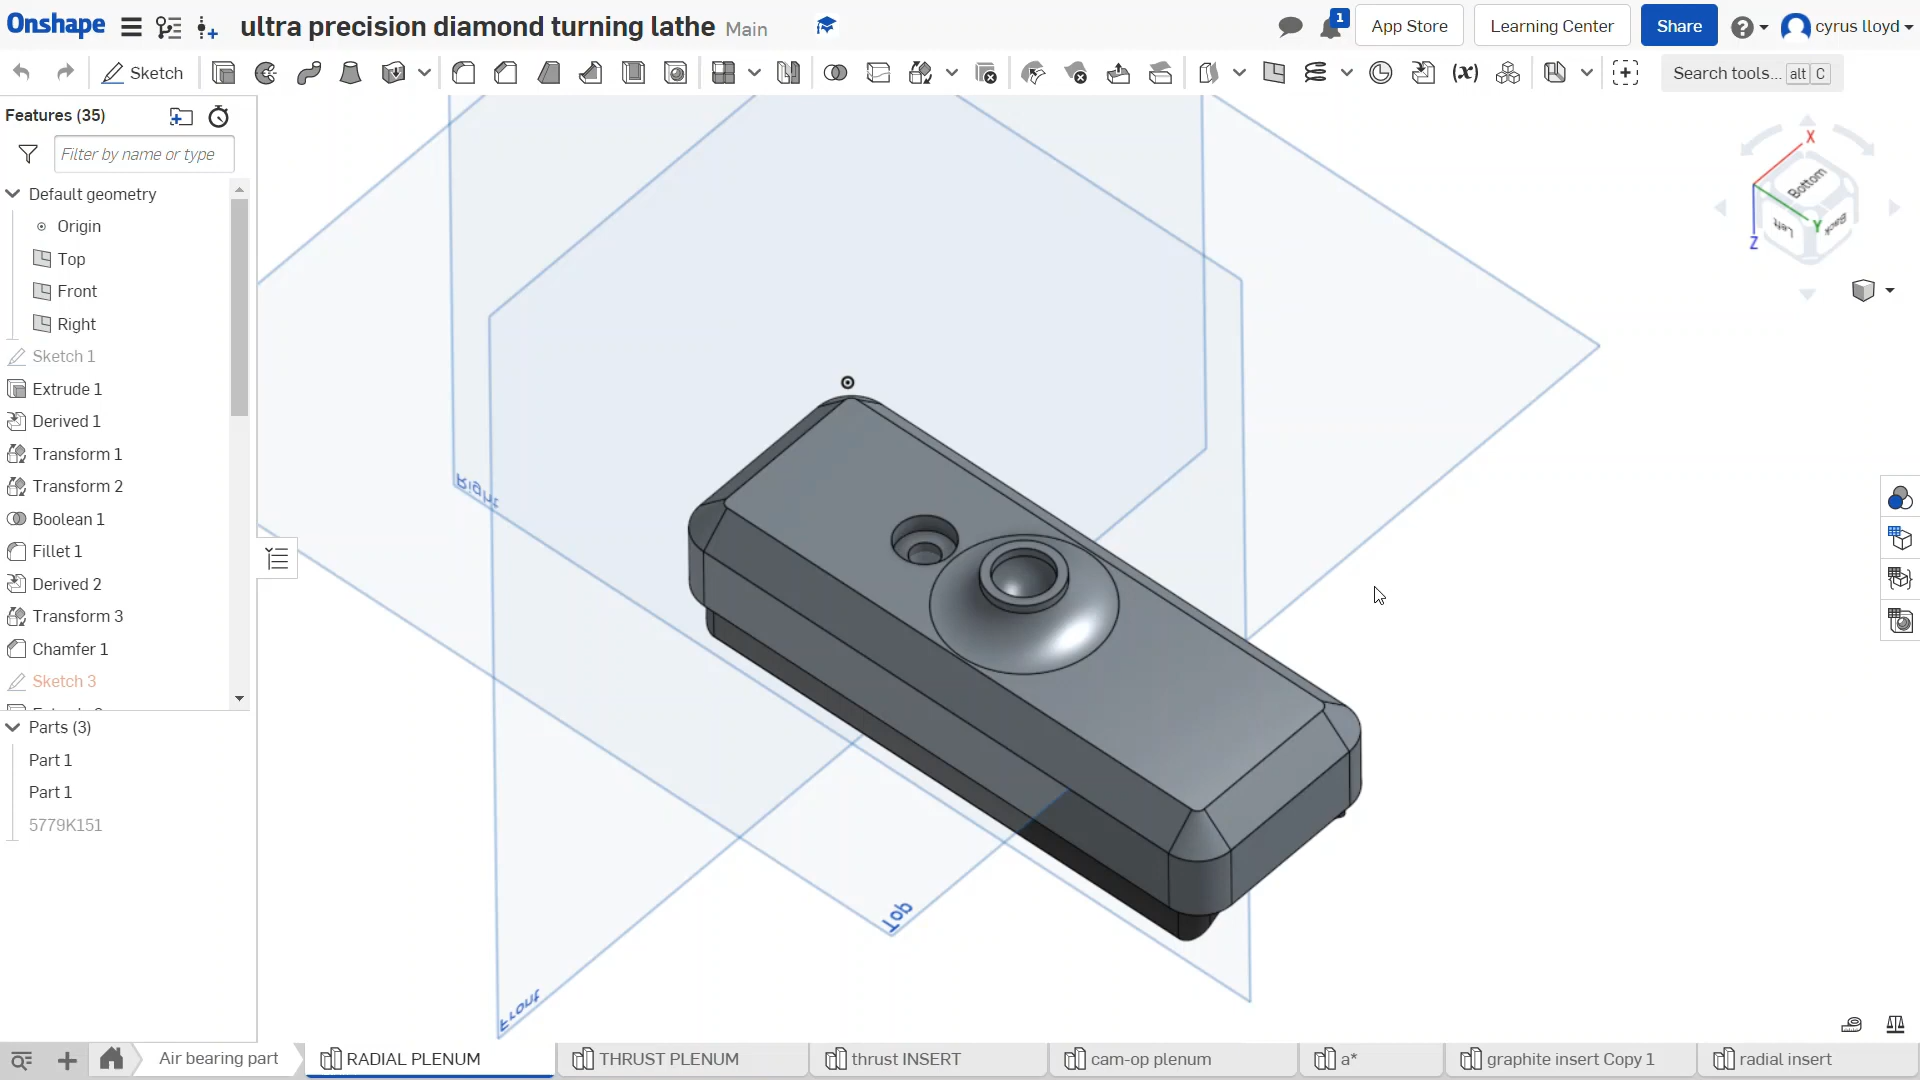 Onshape
ultra precision diamond turning lathe Main
1
App Store
Learning Center
Share
cyrus lloyd
Sketch
(x)
Search tools... alt C
Features (35)
Filter by name or type
Default geometry
Origin
Top
Front
Right
Sketch 1
Extrude 1
Derived 1
Transform 1
Transform 2
Boolean 1
Fillet 1
Derived 2
Transform 3
Chamfer 1
Sketch 3
Parts (3)
Part 1
Part 1
5779K151
Right
Top
Front
X
Bottom
Left
Back
Y
Z
Air bearing part
RADIAL PLENUM
THRUST PLENUM
thrust INSERT
cam-op plenum
a*
graphite insert Copy 1
radial insert